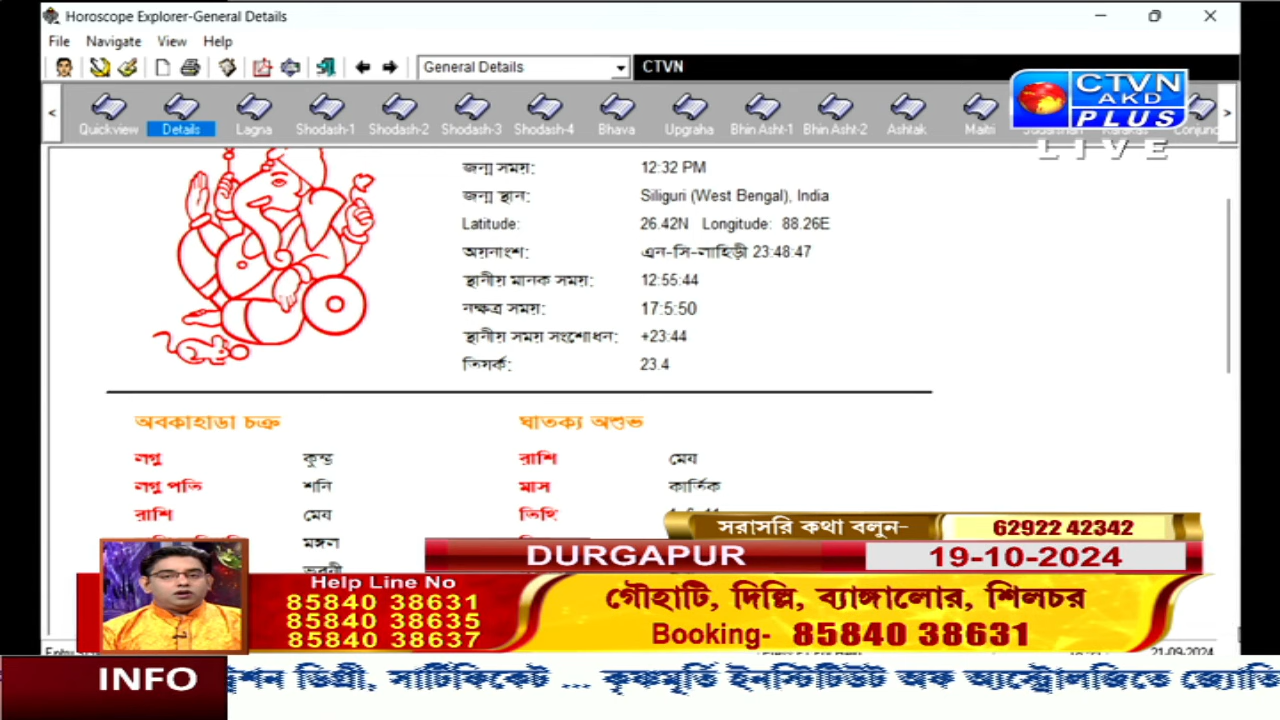 Horoscope Explorer-General Details
File Navigate View Help
General Details CTVN
Quickview Details Lagna Shodash-1 Shodash-2 Shodash-3 Shodash-4 Bhava Upgraha Bhin Asht-1 Bhin Asht-2 Ashtak Maitri
CTVN
AKD
PLUS
LIVE
জন্ম সময়: 12:32 PM
জন্ম স্থান: Siliguri (West Bengal), India
Latitude: 26.42N Longitude: 88.26E
অয়নাংশ: এন-সি-লাহিড়ী 23:48:47
স্থানীয় মানক সময়: 12:55:44
নক্ষত্র সময়: 17:5:50
স্থানীয় সময় সংশোধন: +23:44
তিযর্ক: 23.4
অবকাহাডা চক্র ঘাতক্য অশুভ
লগ্ন কুম্ভ রাশি মেষ
লগ্ন পতি শনি মাস কার্তিক
রাশি মেষ তিথি
মঙ্গল
সরাসরি কথা বলুন- 62922 42342
DURGAPUR 19-10-2024
Help Line No
85840 38631
85840 38635
85840 38637
গৌহাটি, দিল্লি, ব্যাঙ্গালোর, শিলচর
Booking- 85840 38631
21-09-2024
INFO ডিগ্রী, সার্টিফিকেট ... কৃষ্ণমূর্তি ইনস্টিটিউট অফ অ্যাস্ট্রোলজিতে